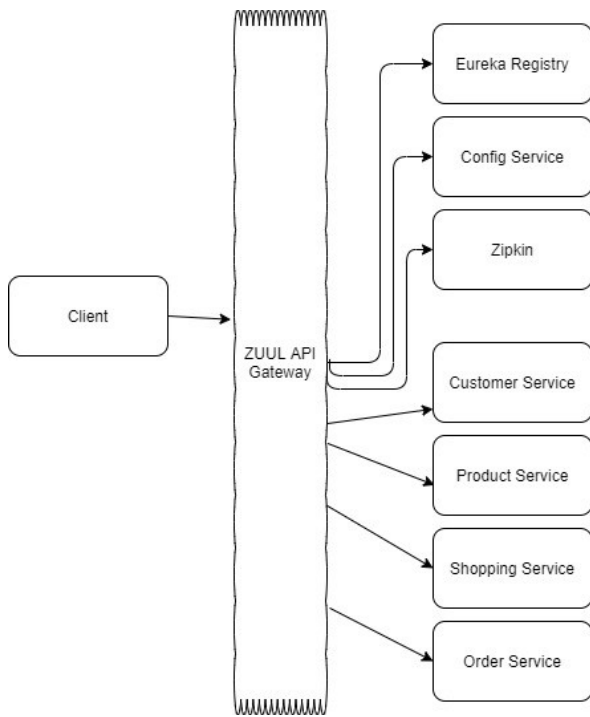 Eureka Registry
Config Service
Zipkin
Client
ZUUL API
Gateway
Customer Service
Product Service
Shopping Service
Order Service